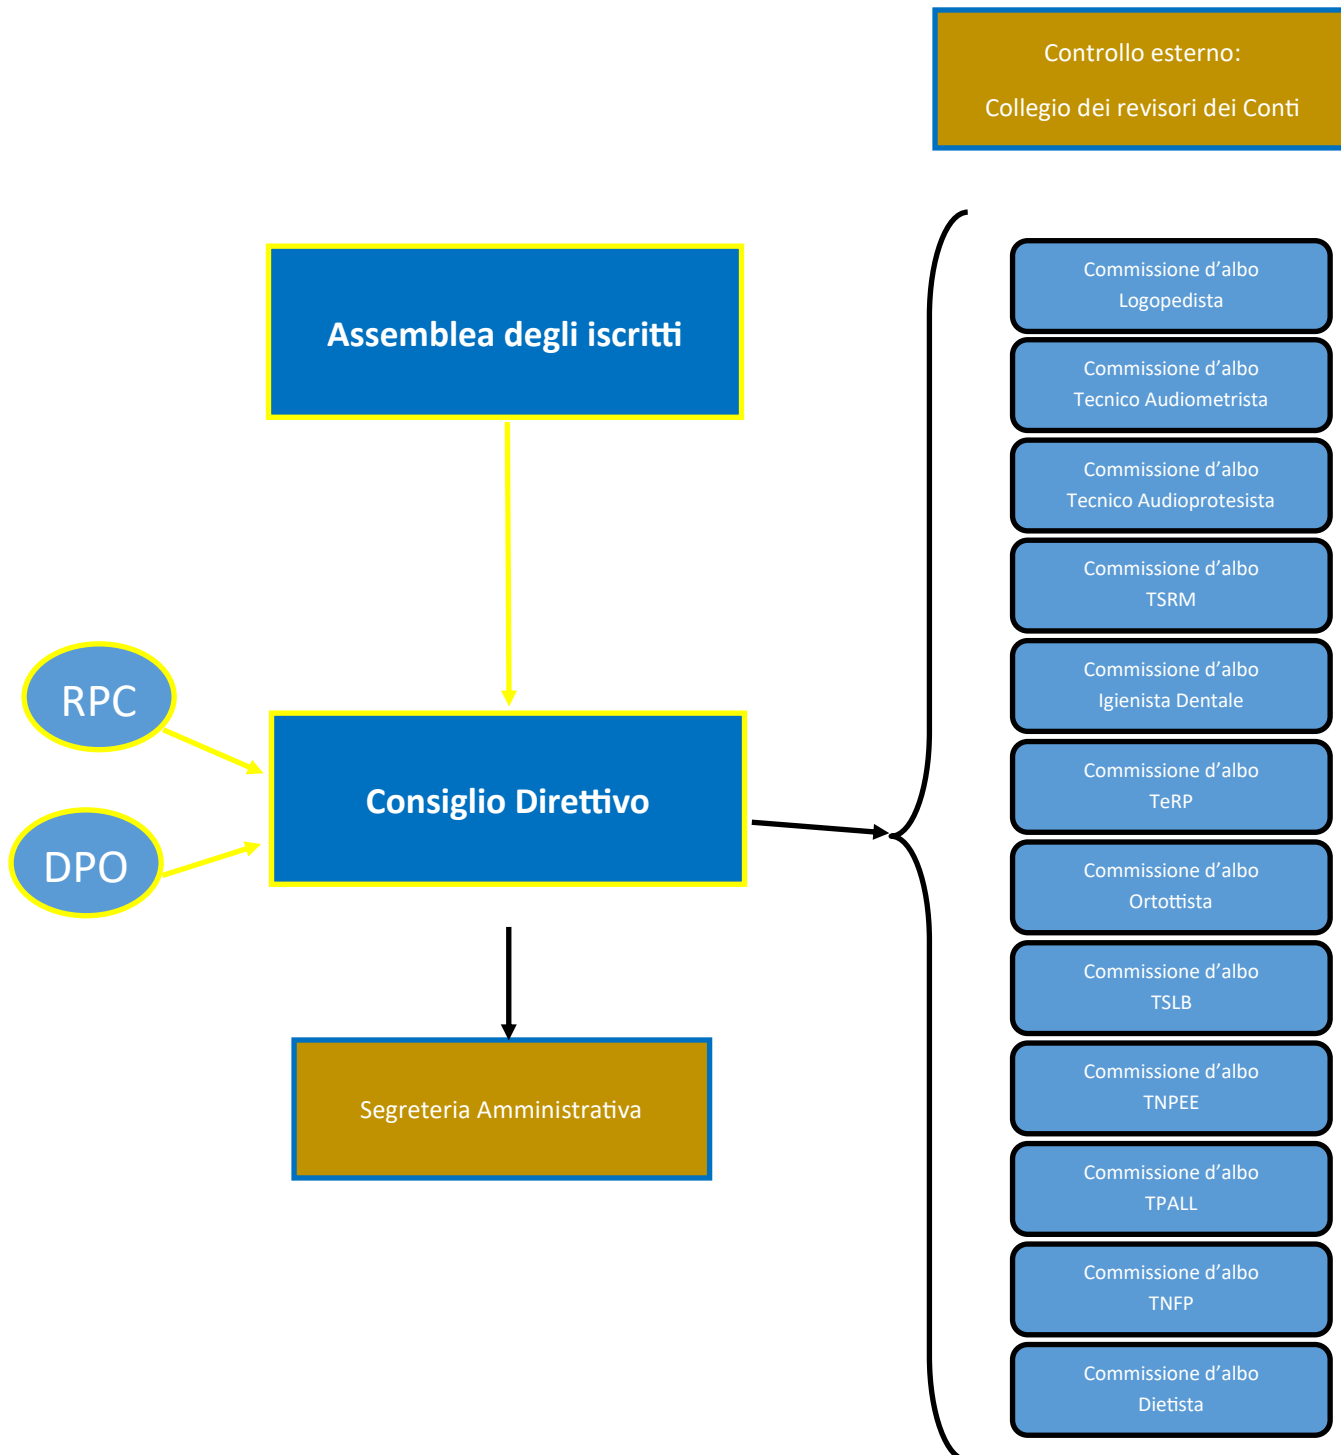 Controllo esterno:
Collegio dei revisori dei Conti
Assemblea degli iscritti
RPC
DPO
Consiglio Direttivo
Segreteria Amministrativa
Commissione d’albo
Logopedista
Commissione d’albo
Tecnico Audiometrista
Commissione d’albo
Tecnico Audioprotesista
Commissione d’albo
TSRM
Commissione d’albo
Igienista Dentale
Commissione d’albo
TeRP
Commissione d’albo
Ortottista
Commissione d’albo
TSLB
Commissione d’albo
TNPEE
Commissione d’albo
TPALL
Commissione d’albo
TNFP
Commissione d’albo
Dietista